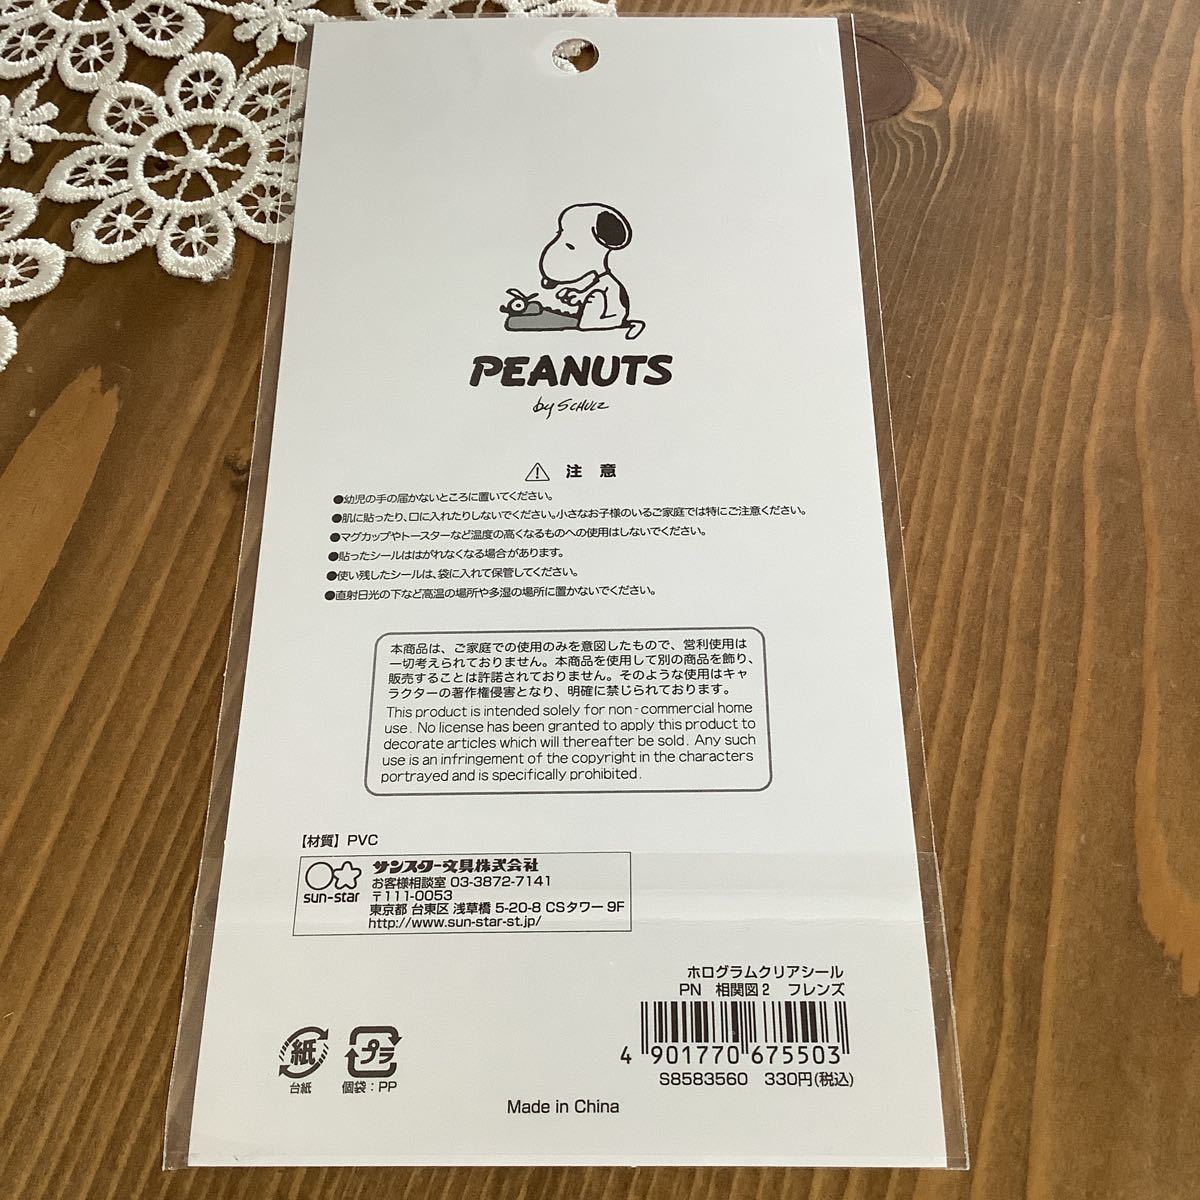 PEANUTS
by SCHULZ
注意
●幼児の手の届かないところに置いてください。
●肌に貼ったり、口に入れたりしないでください。小さなお子様のいるご家庭では特にご注意ください。
●マグカップやトースターなど温度の高くなるものへの使用はしないでください。
●貼ったシールははがれなくなる場合があります。
●使い残したシールは、袋に入れて保管してください。
●直射日光の下など高温の場所や多湿の場所に置かないでください。
本商品は、ご家庭での使用のみを意図したもので、営利使用は
一切考えられておりません。本商品を使用して別の商品を飾り、
販売することは許諾されておりません。そのような使用はキャ
ラクターの著作権侵害となり、明確に禁じられております。
This product is intended solely for non-commercial home
use. No license has been granted to apply this product to
decorate articles which will thereafter be sold. Any such
use is an infringement of the copyright in the characters
portrayed and is specifically prohibited.
【材質】PVC
sun-star
サンスター文具株式会社
お客様相談室 03-3872-7141
〒111-0053
東京都 台東区 浅草橋 5-20-8 CSタワー 9F
http://www.sun-star-st.jp/
ホログラムクリアシール
PN 相関図2 フレンズ
4 901770 675503
S8583560 330円(税込)
紙
台紙
プラ
個袋:PP
Made in China